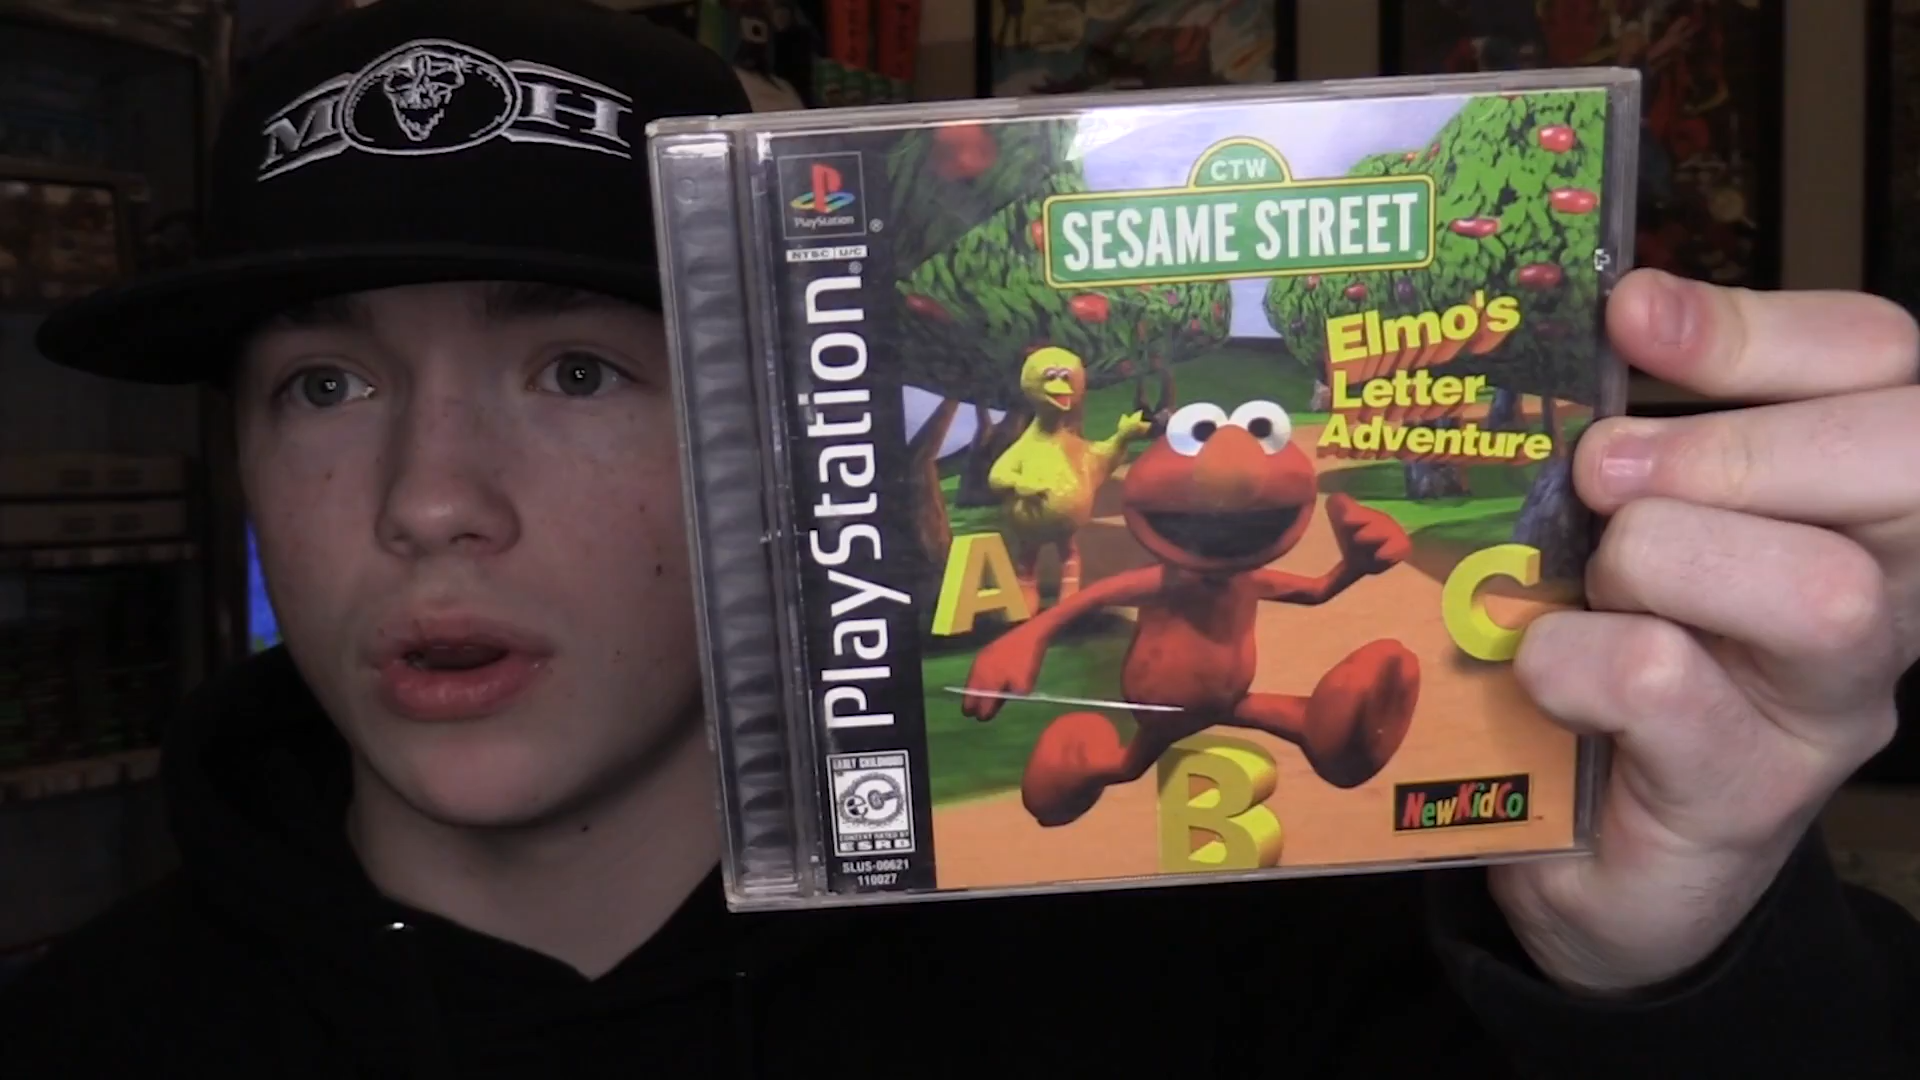 M H
PlayStation
NTSC U/C
PlayStation
EARLY CHILDHOOD
eC
CONTENT RATED BY
ESRB
SLUS-00621
110027
CTW
SESAME STREET
Elmo's
Letter
Adventure
A
C
B
NewKidCo